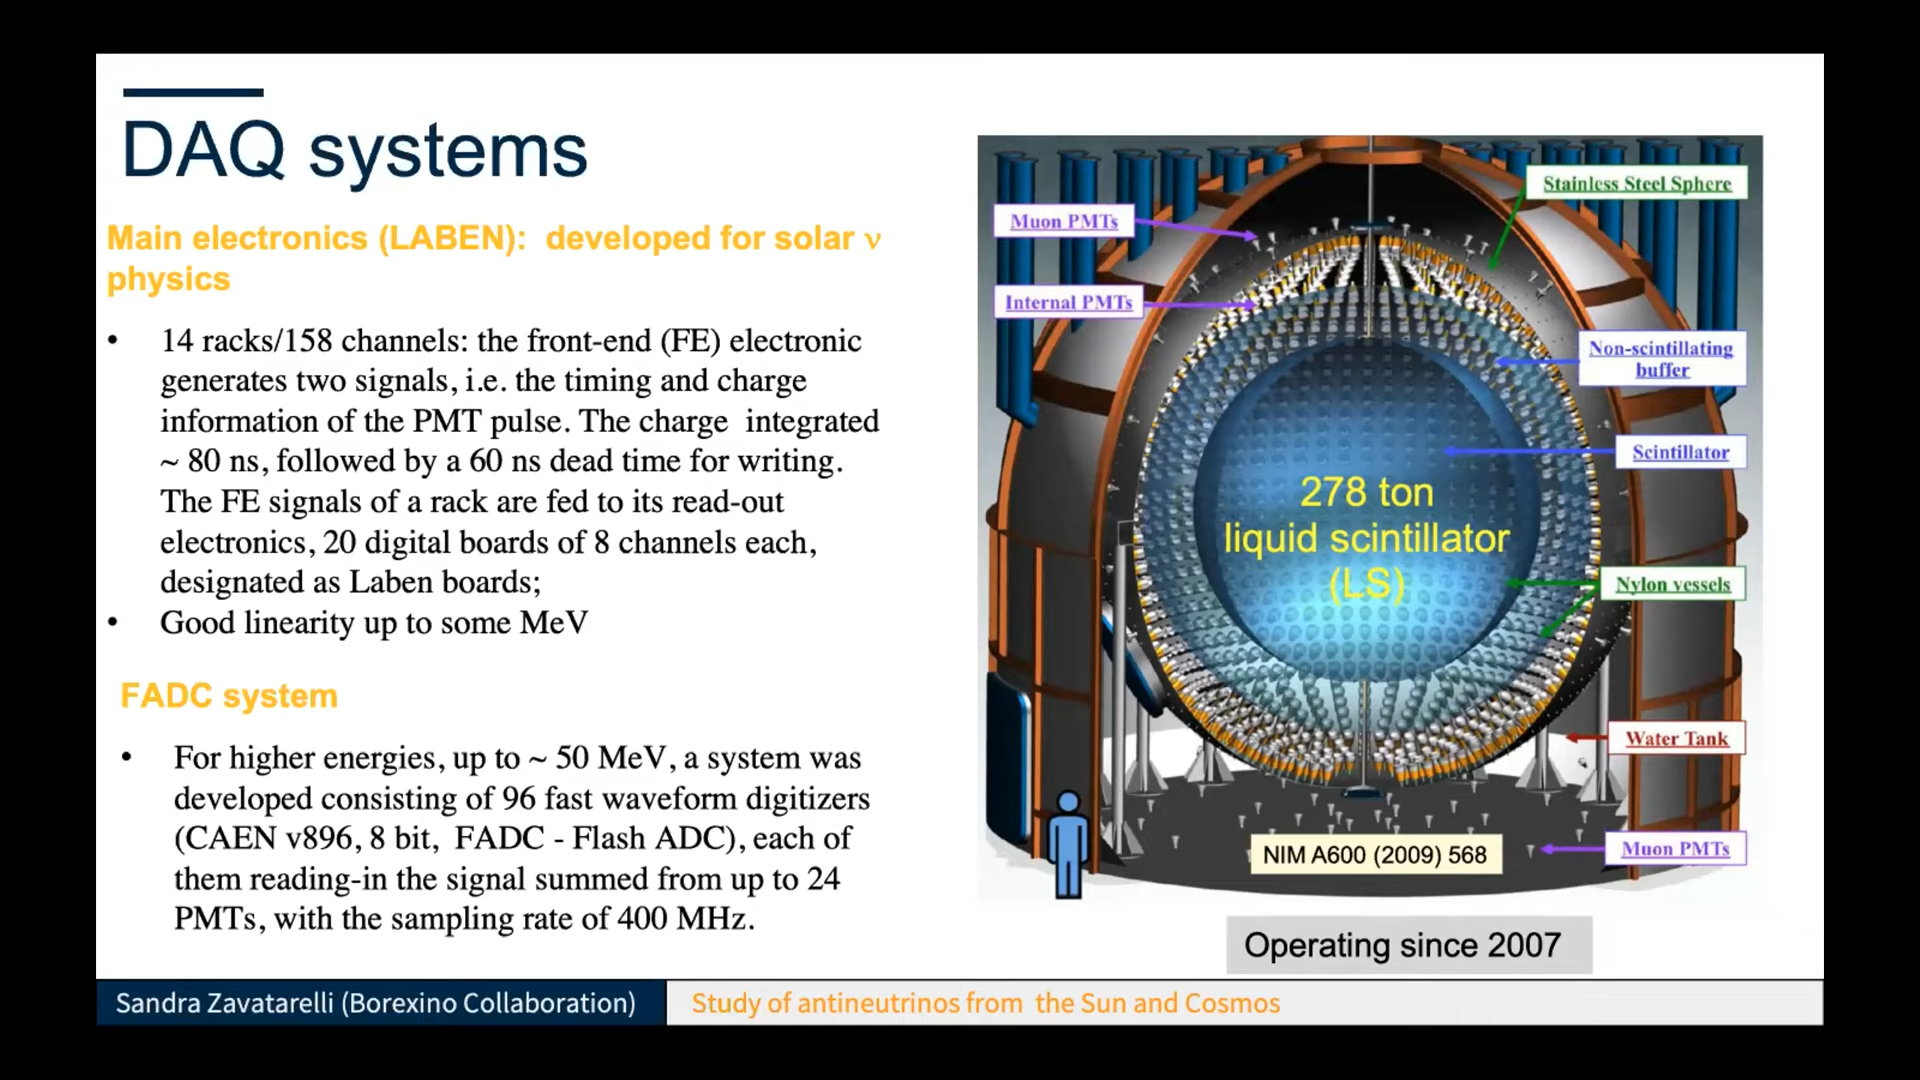 DAQ systems
Main electronics (LABEN): developed for solar ν
physics
• 14 racks/158 channels: the front-end (FE) electronic
generates two signals, i.e. the timing and charge
information of the PMT pulse. The charge integrated
~ 80 ns, followed by a 60 ns dead time for writing.
The FE signals of a rack are fed to its read-out
electronics, 20 digital boards of 8 channels each,
designated as Laben boards;
• Good linearity up to some MeV
FADC system
• For higher energies, up to ~ 50 MeV, a system was
developed consisting of 96 fast waveform digitizers
(CAEN v896, 8 bit, FADC - Flash ADC), each of
them reading-in the signal summed from up to 24
PMTs, with the sampling rate of 400 MHz.
Stainless Steel Sphere
Muon PMTs
Internal PMTs
Non-scintillating
buffer
Scintillator
278 ton
liquid scintillator
(LS)
Nylon vessels
Water Tank
Muon PMTs
NIM A600 (2009) 568
Operating since 2007
Sandra Zavatarelli (Borexino Collaboration)
Study of antineutrinos from the Sun and Cosmos